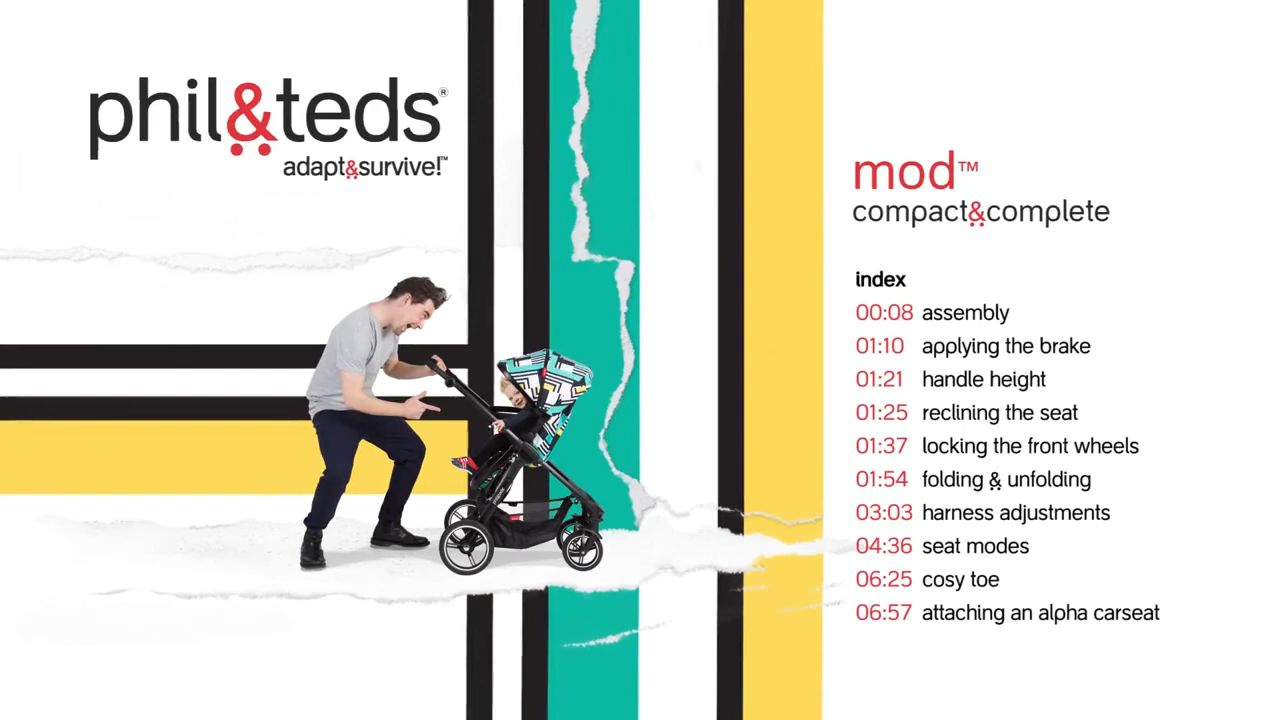 phil&teds®
adapt&survive!™
mod™
compact&complete
index
00:08 assembly
01:10 applying the brake
01:21 handle height
01:25 reclining the seat
01:37 locking the front wheels
01:54 folding & unfolding
03:03 harness adjustments
04:36 seat modes
06:25 cosy toe
06:57 attaching an alpha carseat